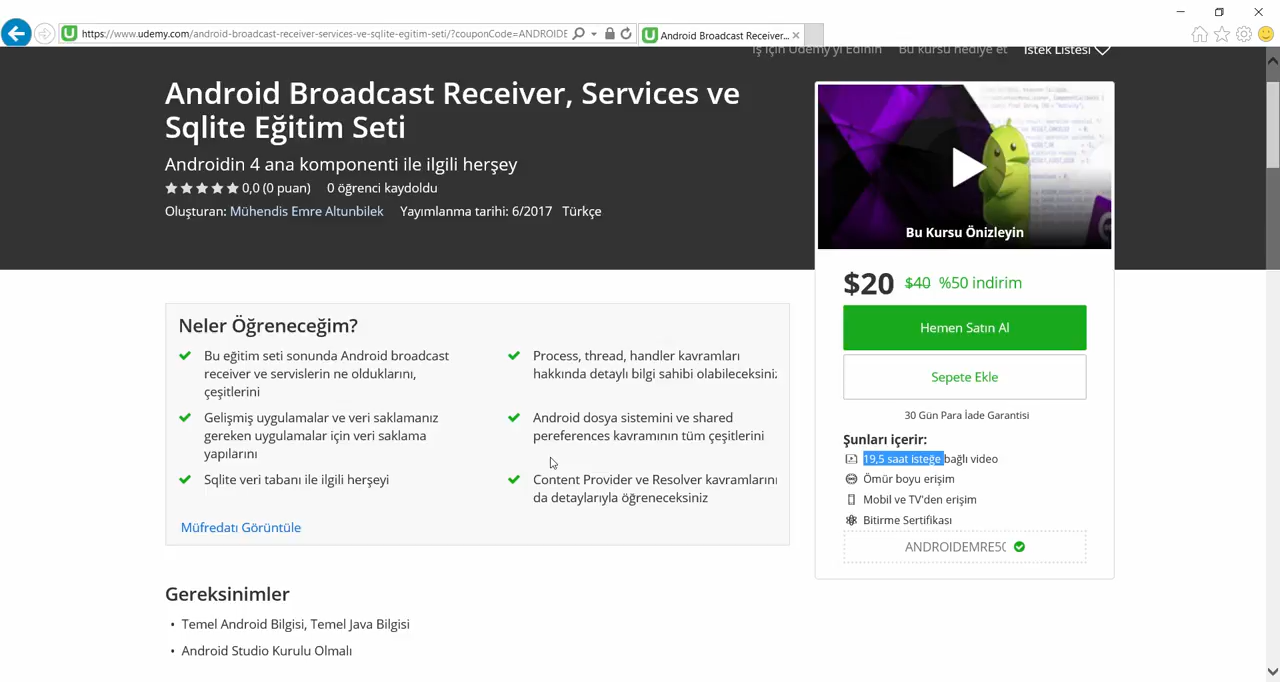 https://www.udemy.com/android-broadcast-receiver-services-ve-sqlite-egitim-seti/?couponCode=ANDROIDE
Android Broadcast Receiver...
İş için Udemy'yi Edinin Bu kursu hediye et İstek Listesi
Android Broadcast Receiver, Services ve
Sqlite Eğitim Seti
Androidin 4 ana komponenti ile ilgili herşey
0,0 (0 puan) 0 öğrenci kaydoldu
Oluşturan: Mühendis Emre Altunbilek Yayımlanma tarihi: 6/2017 Türkçe
Bu Kursu Önizleyin
$20 $40 %50 indirim
Hemen Satın Al
Sepete Ekle
30 Gün Para İade Garantisi
Şunları içerir:
19,5 saat isteğe bağlı video
Ömür boyu erişim
Mobil ve TV'den erişim
Bitirme Sertifikası
ANDROIDEMRE50
Neler Öğreneceğim?
Bu eğitim seti sonunda Android broadcast
receiver ve servislerin ne olduklarını,
çeşitlerini
Gelişmiş uygulamalar ve veri saklamanız
gereken uygulamalar için veri saklama
yapılarını
Sqlite veri tabanı ile ilgili herşeyi
Process, thread, handler kavramları
hakkında detaylı bilgi sahibi olabileceksiniz
Android dosya sistemini ve shared
pereferences kavramının tüm çeşitlerini
Content Provider ve Resolver kavramlarını
da detaylarıyla öğreneceksiniz
Müfredatı Görüntüle
Gereksinimler
Temel Android Bilgisi, Temel Java Bilgisi
Android Studio Kurulu Olmalı